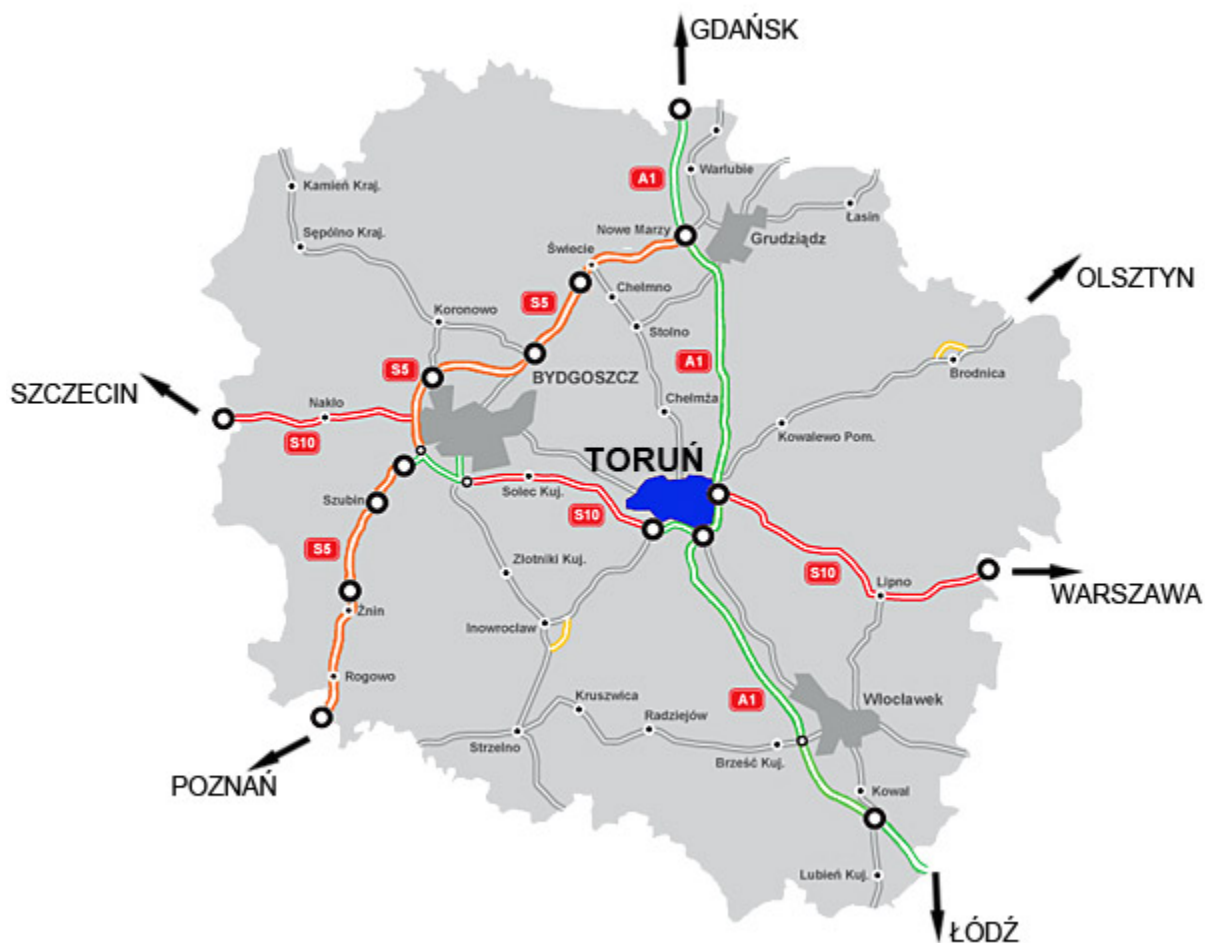 GDAŃSK
A1
Warlubie
Kamień Kraj.
Łasin
Nowe Marzy
Grudziądz
Sępólno Kraj.
Świecie
OLSZTYN
Chełmno
S5
Koronowo
Stolno
A1
Brodnica
S5
BYDGOSZCZ
SZCZECIN
Nakło
Chełmża
S10
Kowalewo Pom.
TORUŃ
Szubin
Solec Kuj.
S10
S5
Złotniki Kuj.
S10
Lipno
WARSZAWA
Żnin
Inowrocław
Rogowo
Kruszwica
A1
Włocławek
Radziejów
Strzelno
Brześć Kuj.
POZNAŃ
Kowal
Lubień Kuj.
ŁÓDŹ